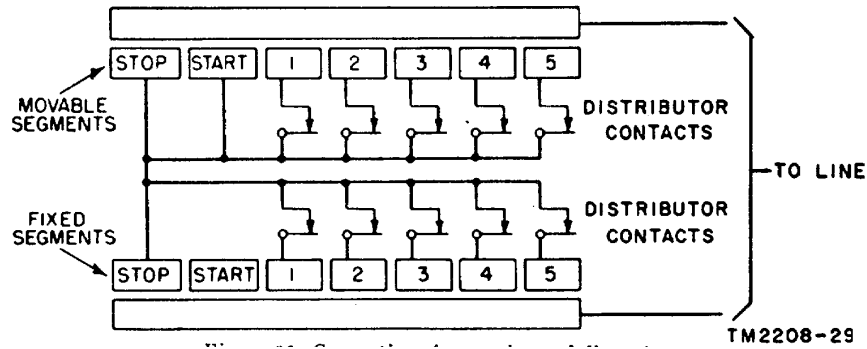 STOP START 1 2 3 4 5
MOVABLE
SEGMENTS
DISTRIBUTOR
CONTACTS
TO LINE
DISTRIBUTOR
CONTACTS
FIXED
SEGMENTS
STOP START 1 2 3 4 5
TM2208-29